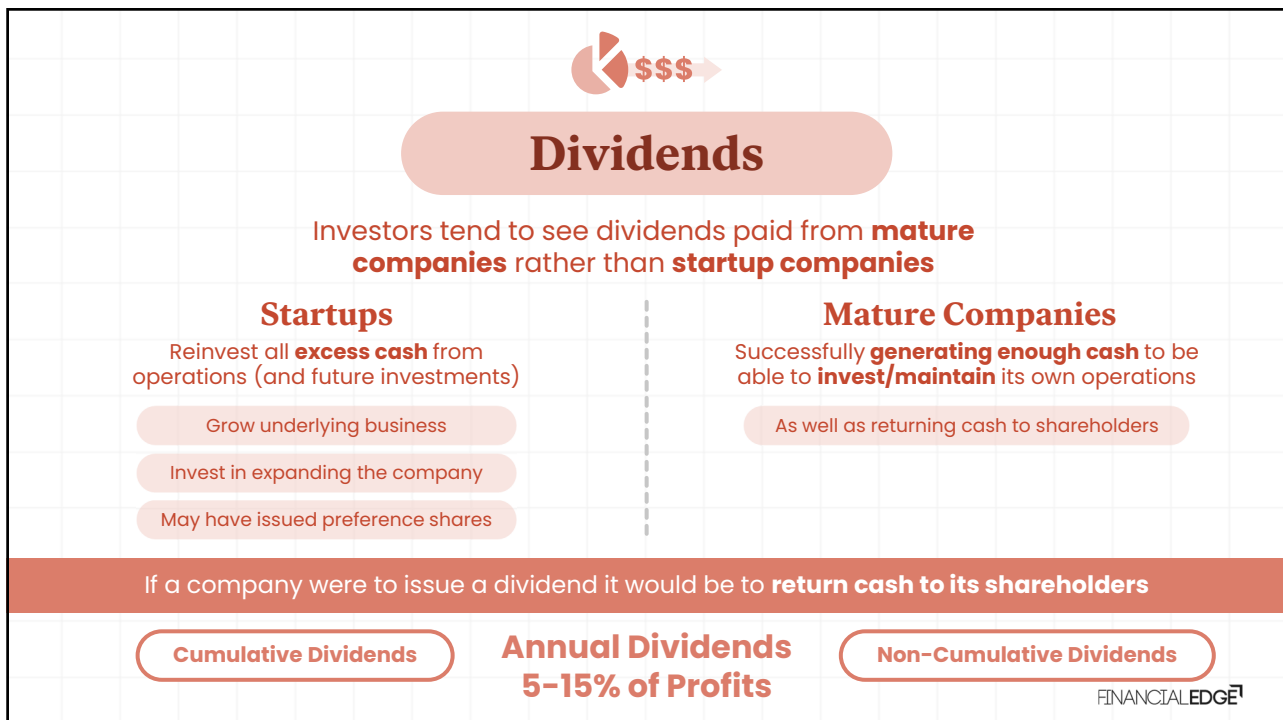 $$$
Dividends
Investors tend to see dividends paid from mature
companies rather than startup companies
Startups
Reinvest all excess cash from
operations (and future investments)
Grow underlying business
Invest in expanding the company
May have issued preference shares
Mature Companies
Successfully generating enough cash to be
able to invest/maintain its own operations
As well as returning cash to shareholders
If a company were to issue a dividend it would be to return cash to its shareholders
Cumulative Dividends
Annual Dividends
5-15% of Profits
Non-Cumulative Dividends
FINANCIALEDGE